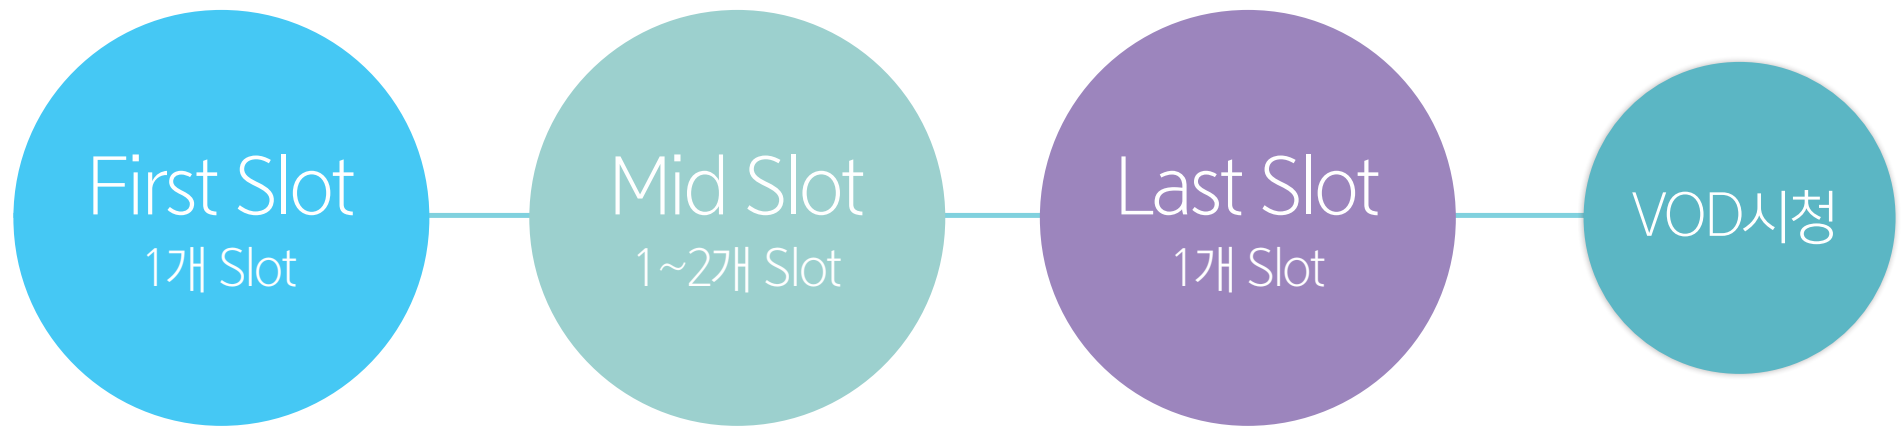 First Slot
1개 Slot
Mid Slot
1~2개 Slot
Last Slot
1개 Slot
VOD시청